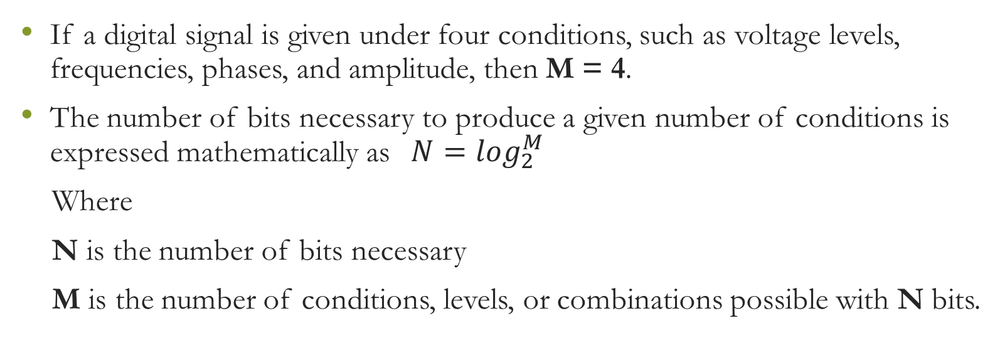 • If a digital signal is given under four conditions, such as voltage levels,
frequencies, phases, and amplitude, then M = 4.
• The number of bits necessary to produce a given number of conditions is
expressed mathematically as N = log₂ᴹ
Where
N is the number of bits necessary
M is the number of conditions, levels, or combinations possible with N bits.